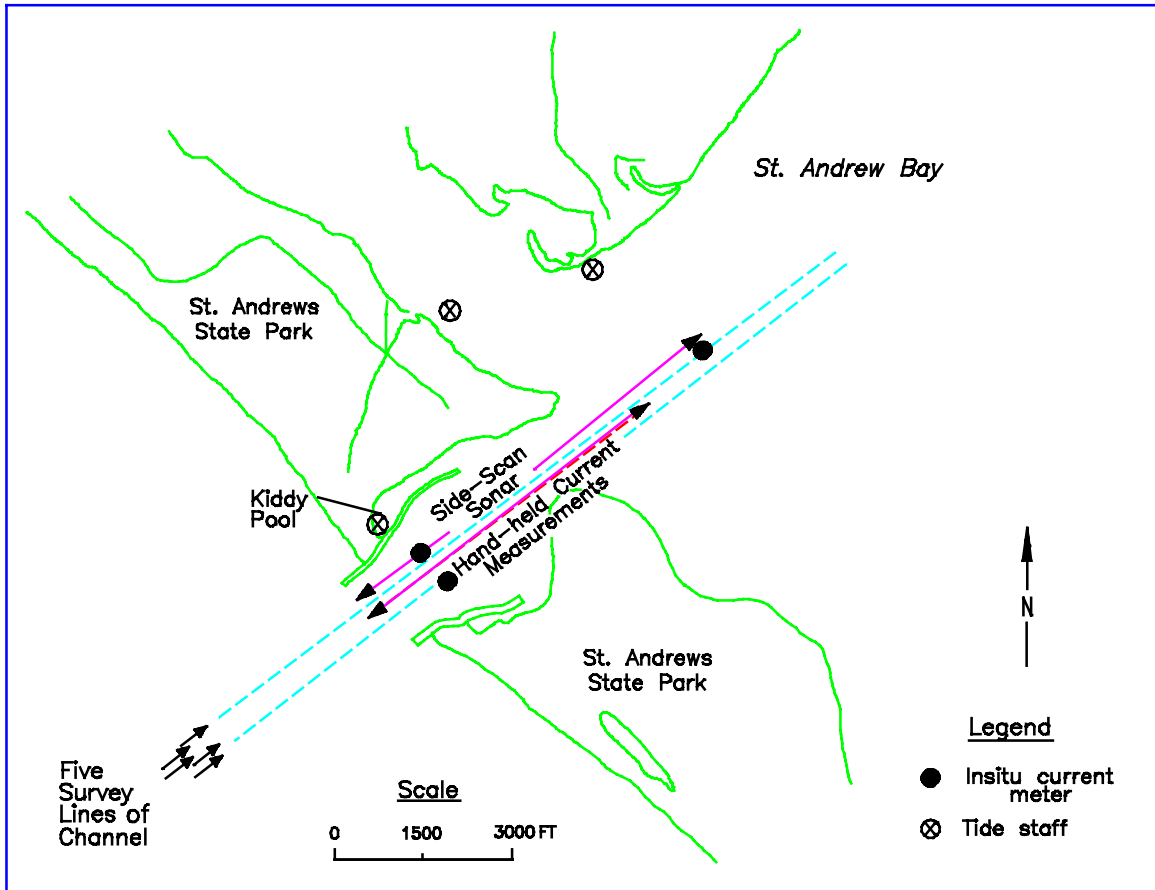 St. Andrew Bay
St. Andrews
State Park
Side-Scan
Sonar
Kiddy
Pool
Hand-held Current
Measurements
N
St. Andrews
State Park
Five
Survey
Lines of
Channel
Scale
0 1500 3000 FT
Legend
Insitu current
meter
Tide staff